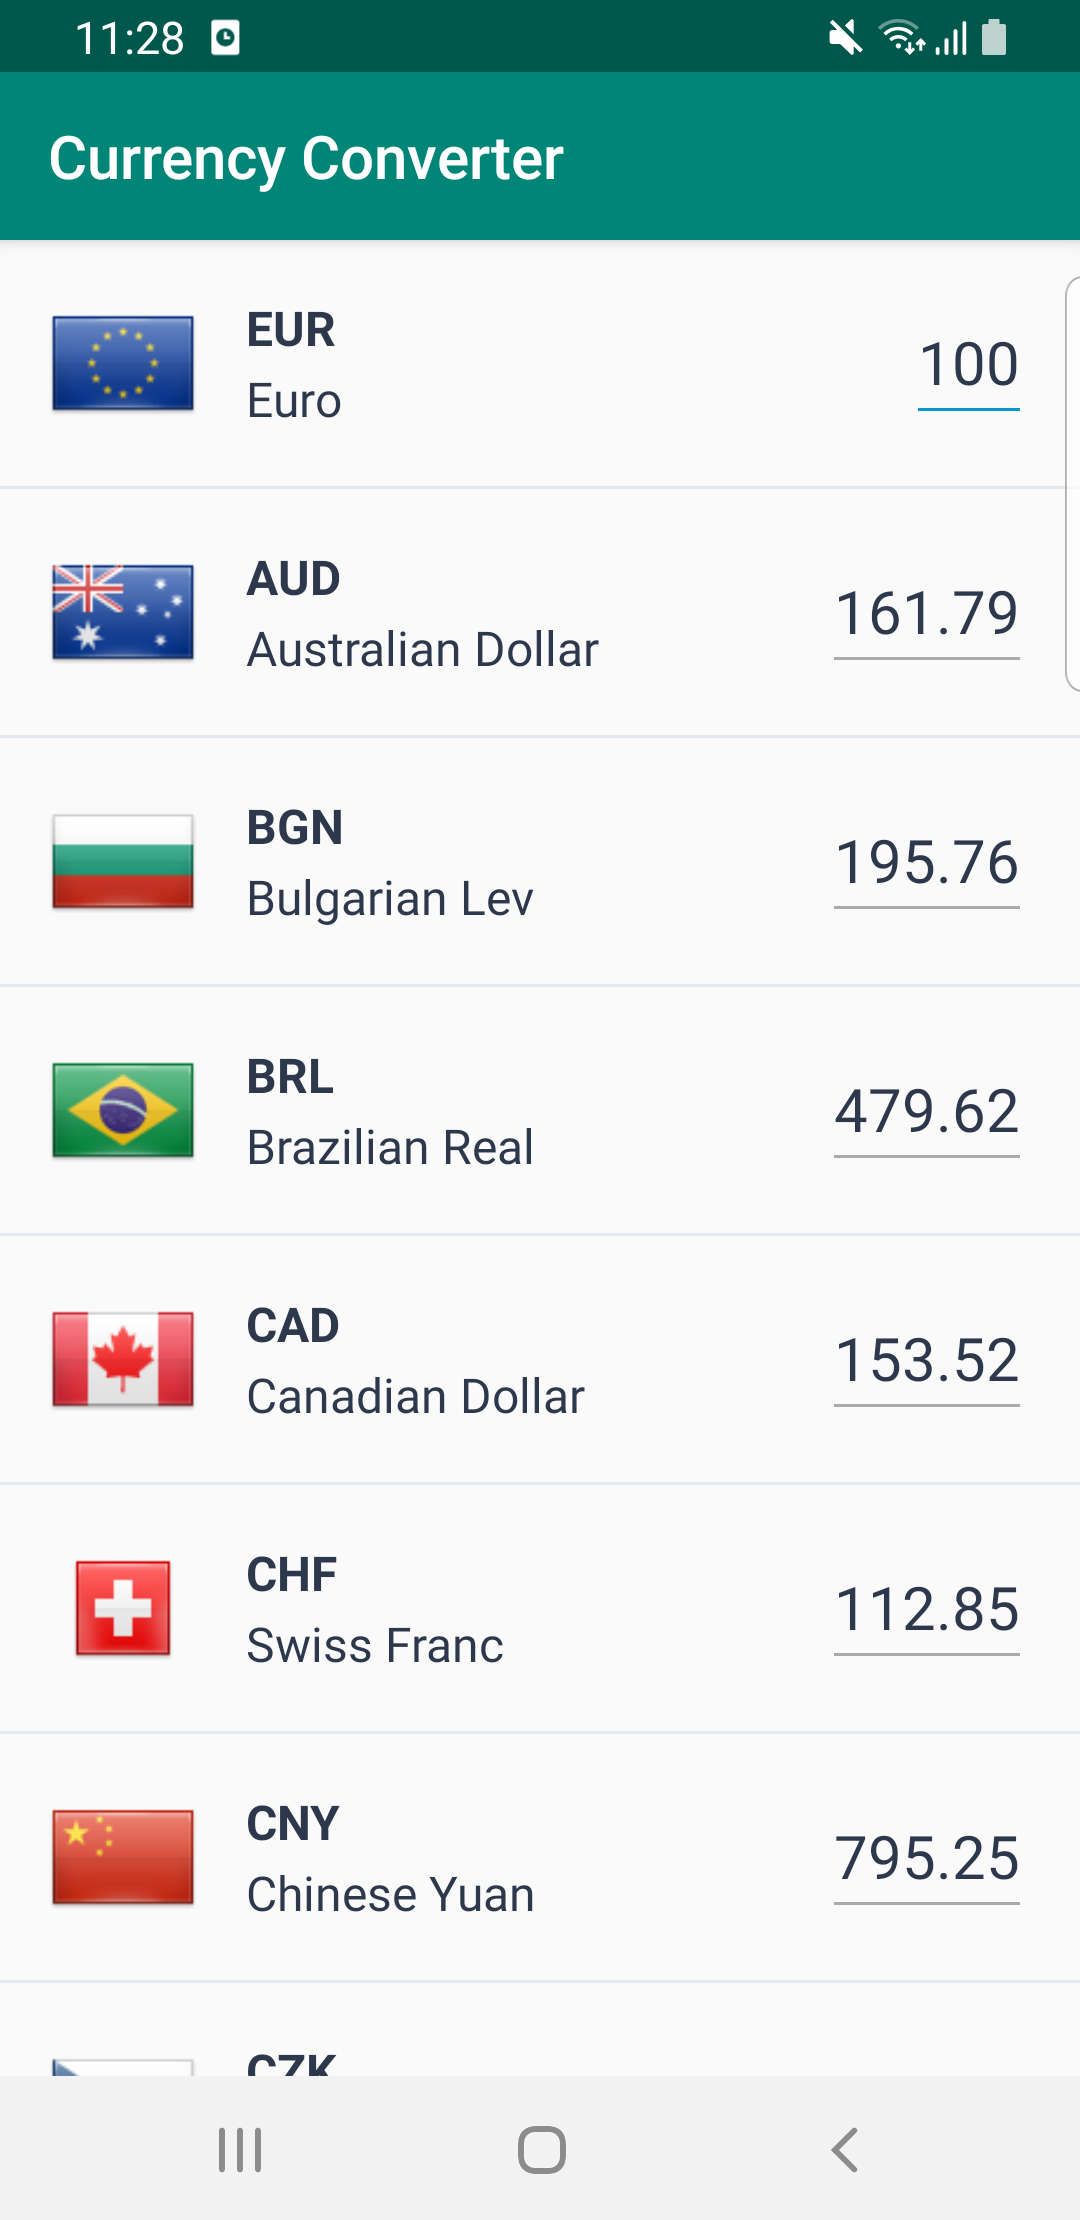 11:28
Currency Converter
EUR
Euro
100
AUD
Australian Dollar
161.79
BGN
Bulgarian Lev
195.76
BRL
Brazilian Real
479.62
CAD
Canadian Dollar
153.52
CHF
Swiss Franc
112.85
CNY
Chinese Yuan
795.25
CZK